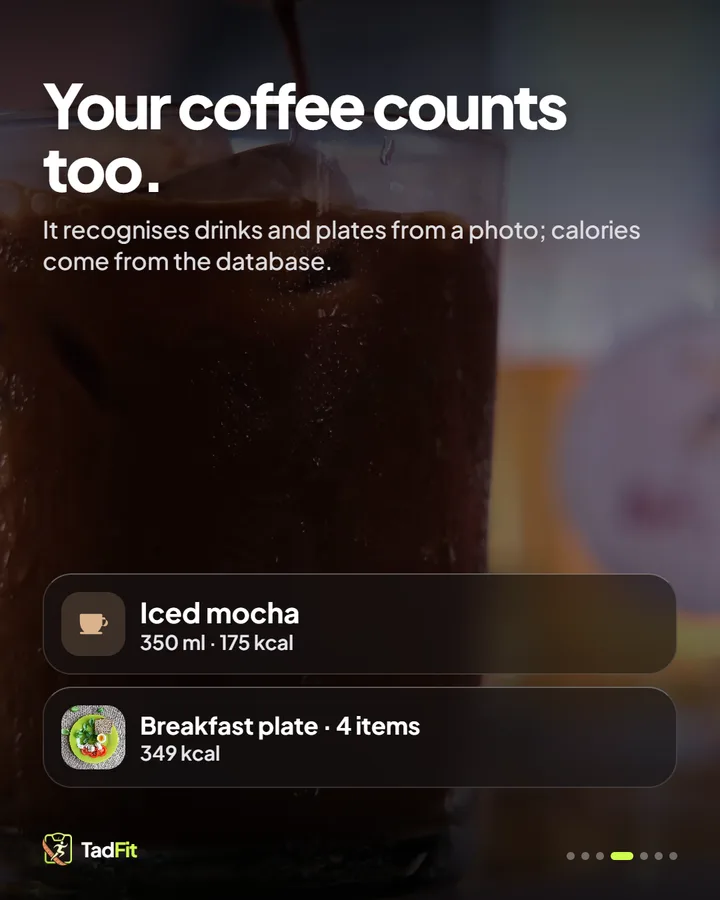 Your coffee counts
too.
It recognises drinks and plates from a photo; calories
come from the database.
Iced mocha
350 ml · 175 kcal
Breakfast plate · 4 items
349 kcal
TadFit